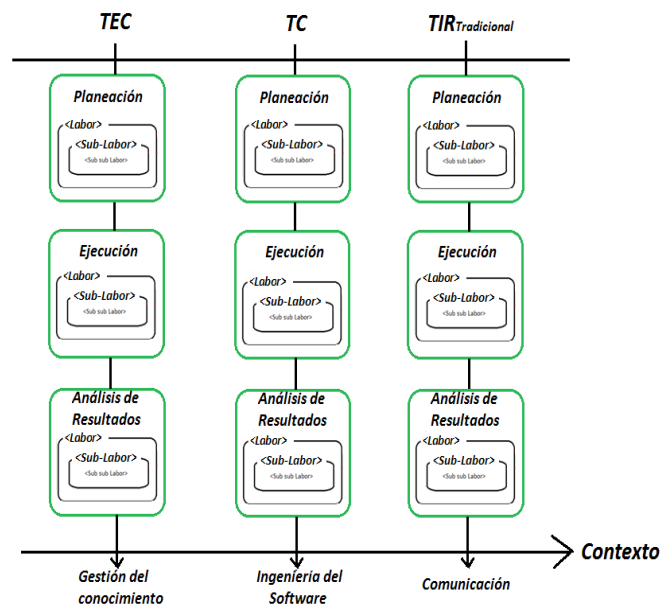 TEC
TC
TIR Tradicional
Planeación
<Labor>
<Sub-Labor>
<Sub sub Labor>
Planeación
<Labor>
<Sub-Labor>
<Sub sub Labor>
Planeación
<Labor>
<Sub-Labor>
<Sub sub Labor>
Ejecución
<Labor>
<Sub-Labor>
<Sub sub Labor>
Ejecución
<Labor>
<Sub-Labor>
<Sub sub Labor>
Ejecución
<Labor>
<Sub-Labor>
<Sub sub Labor>
Análisis de
Resultados
<Labor>
<Sub-Labor>
<Sub sub Labor>
Análisis de
Resultados
<Labor>
<Sub-Labor>
<Sub sub Labor>
Análisis de
Resultados
<Labor>
<Sub-Labor>
<Sub sub Labor>
Contexto
Gestión del
conocimiento
Ingeníeria del
Software
Comunicación